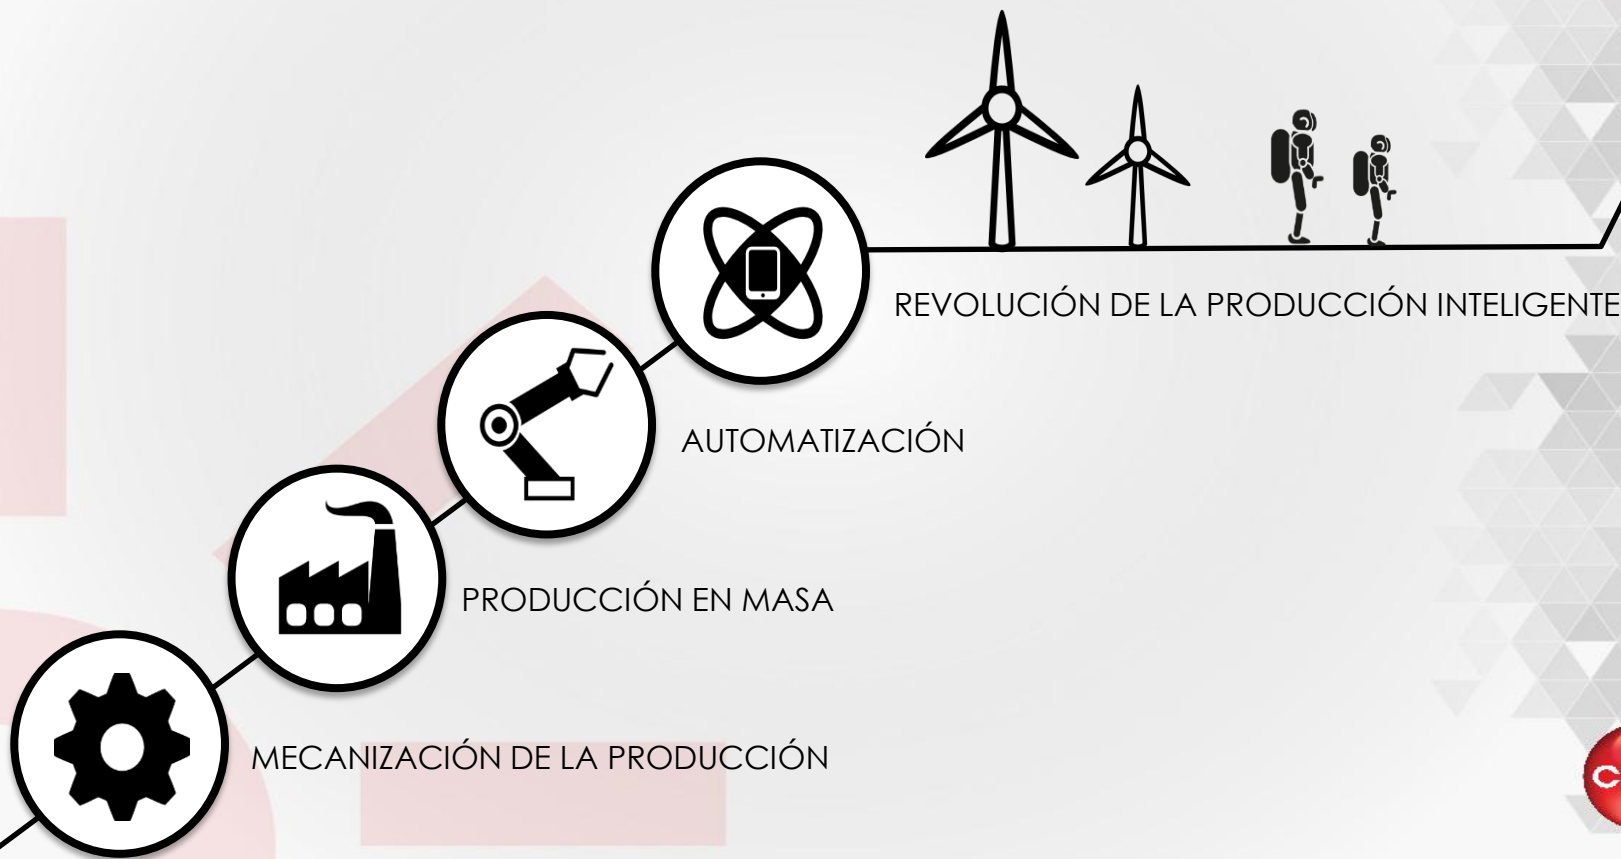 REVOLUCIÓN DE LA PRODUCCIÓN INTELIGENTE
AUTOMATIZACIÓN
PRODUCCIÓN EN MASA
MECANIZACIÓN DE LA PRODUCCIÓN